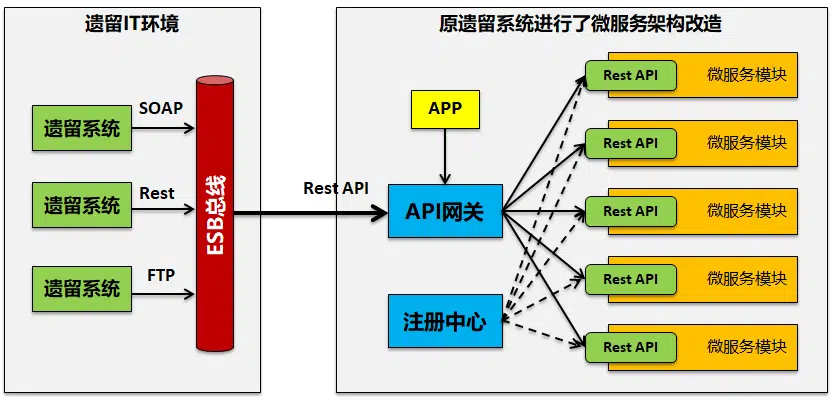 遗留IT环境
遗留系统
SOAP
遗留系统
Rest
遗留系统
FTP
ESB总线
Rest API
原遗留系统进行了微服务架构改造
APP
API网关
注册中心
Rest API
微服务模块
Rest API
微服务模块
Rest API
微服务模块
Rest API
微服务模块
Rest API
微服务模块